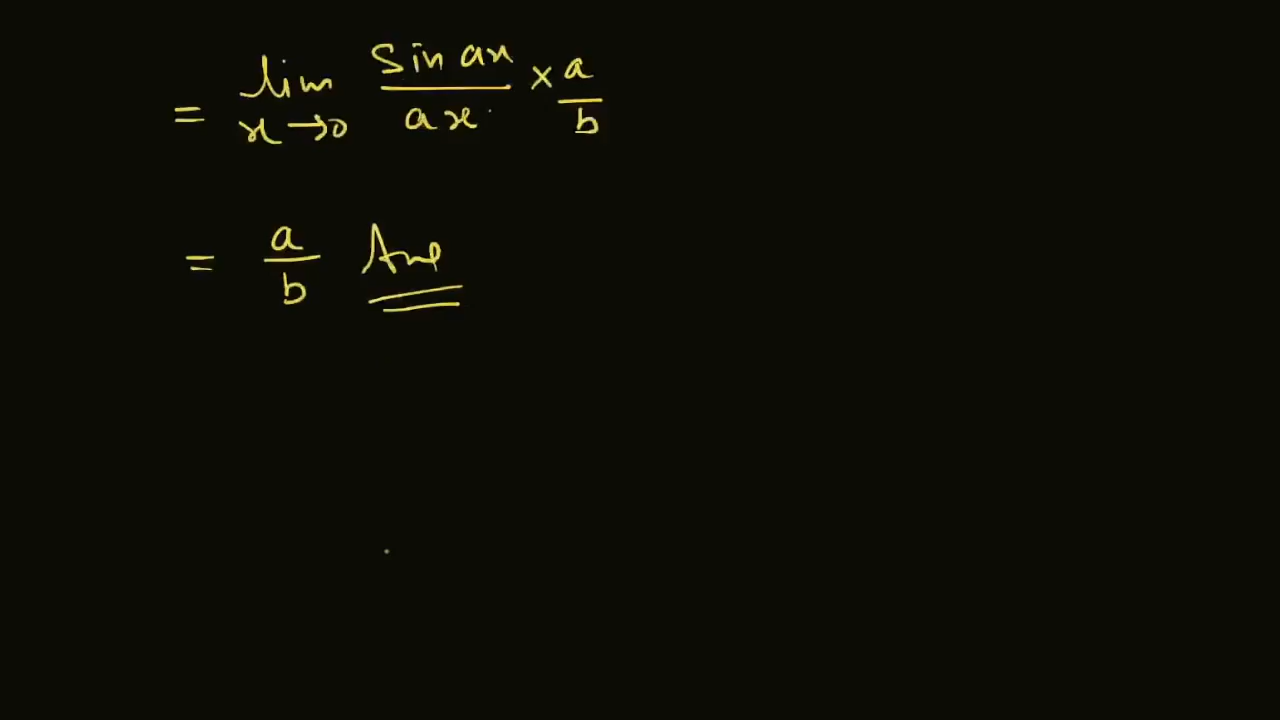 = lim x→0 sin ax / ax × a / b
= a / b Ans